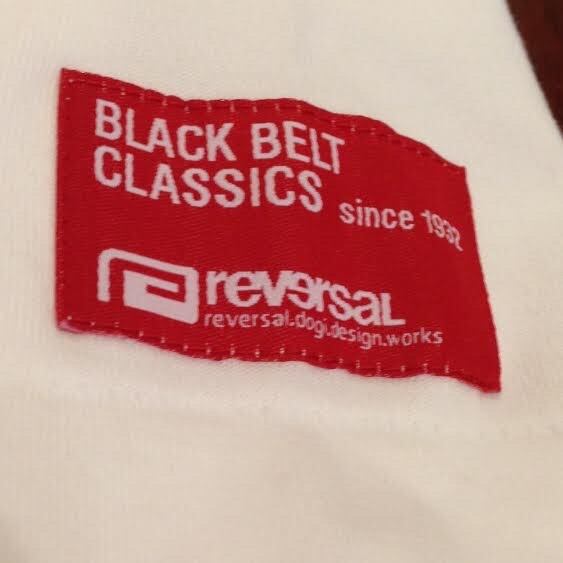 BLACK BELT
CLASSICS since 1932
reversal
reversal.dogi.design.works